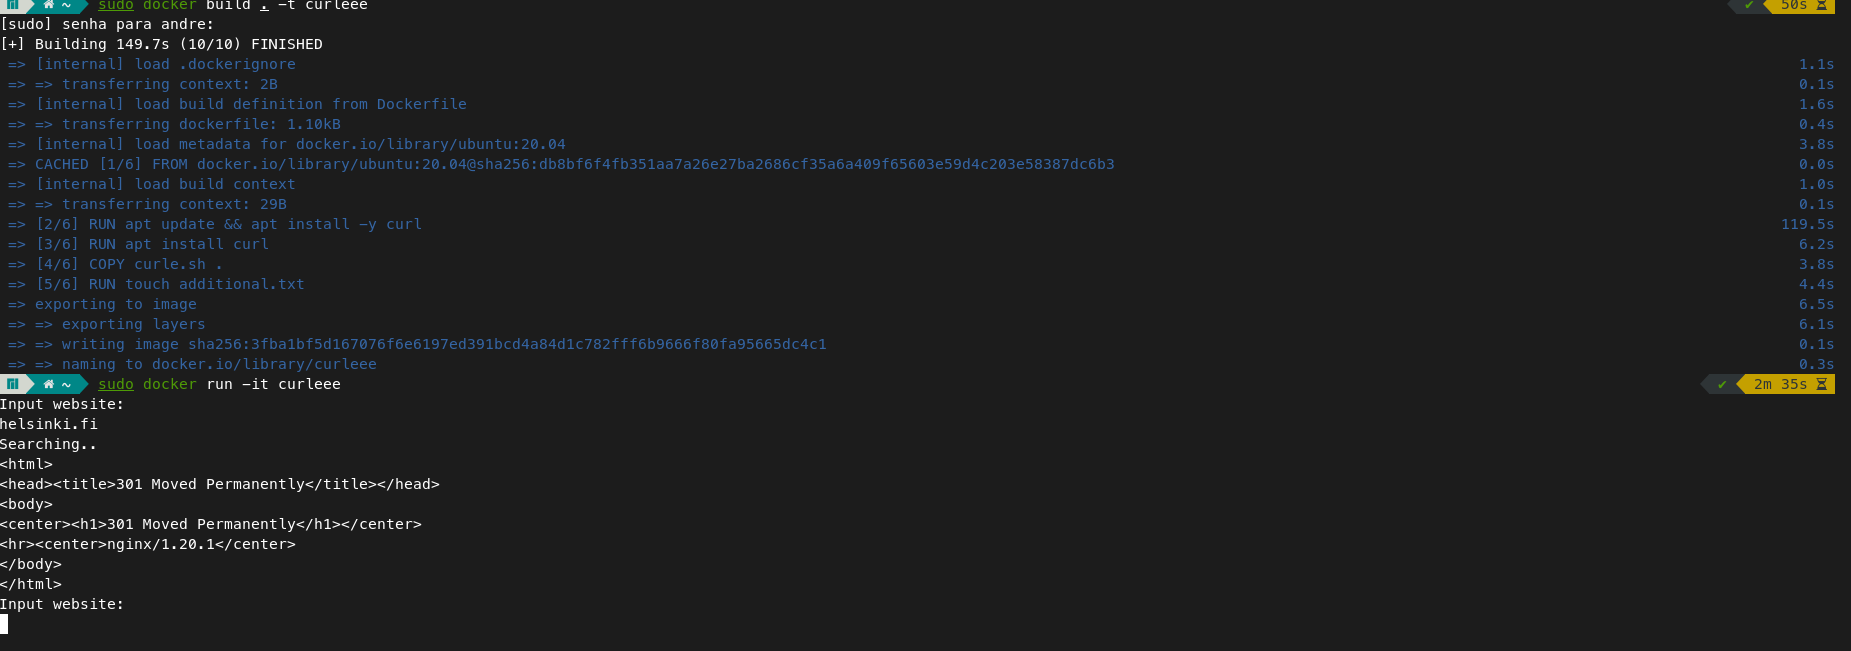 ~ sudo docker build . -t curleee ✔ 50s
[sudo] senha para andre:
[+] Building 149.7s (10/10) FINISHED
=> [internal] load .dockerignore 1.1s
=> => transferring context: 2B 0.1s
=> [internal] load build definition from Dockerfile 1.6s
=> => transferring dockerfile: 1.10kB 0.4s
=> [internal] load metadata for docker.io/library/ubuntu:20.04 3.8s
=> CACHED [1/6] FROM docker.io/library/ubuntu:20.04@sha256:db8bf6f4fb351aa7a26e27ba2686cf35a6a409f65603e59d4c203e58387dc6b3 0.0s
=> [internal] load build context 1.0s
=> => transferring context: 29B 0.1s
=> [2/6] RUN apt update && apt install -y curl 119.5s
=> [3/6] RUN apt install curl 6.2s
=> [4/6] COPY curle.sh . 3.8s
=> [5/6] RUN touch additional.txt 4.4s
=> exporting to image 6.5s
=> => exporting layers 6.1s
=> => writing image sha256:3fba1bf5d167076f6e6197ed391bcd4a84d1c782fff6b9666f80fa95665dc4c1 0.1s
=> => naming to docker.io/library/curleee 0.3s
~ sudo docker run -it curleee ✔ 2m 35s
Input website:
helsinki.fi
Searching..
<html>
<head><title>301 Moved Permanently</title></head>
<body>
<center><h1>301 Moved Permanently</h1></center>
<hr><center>nginx/1.20.1</center>
</body>
</html>
Input website: